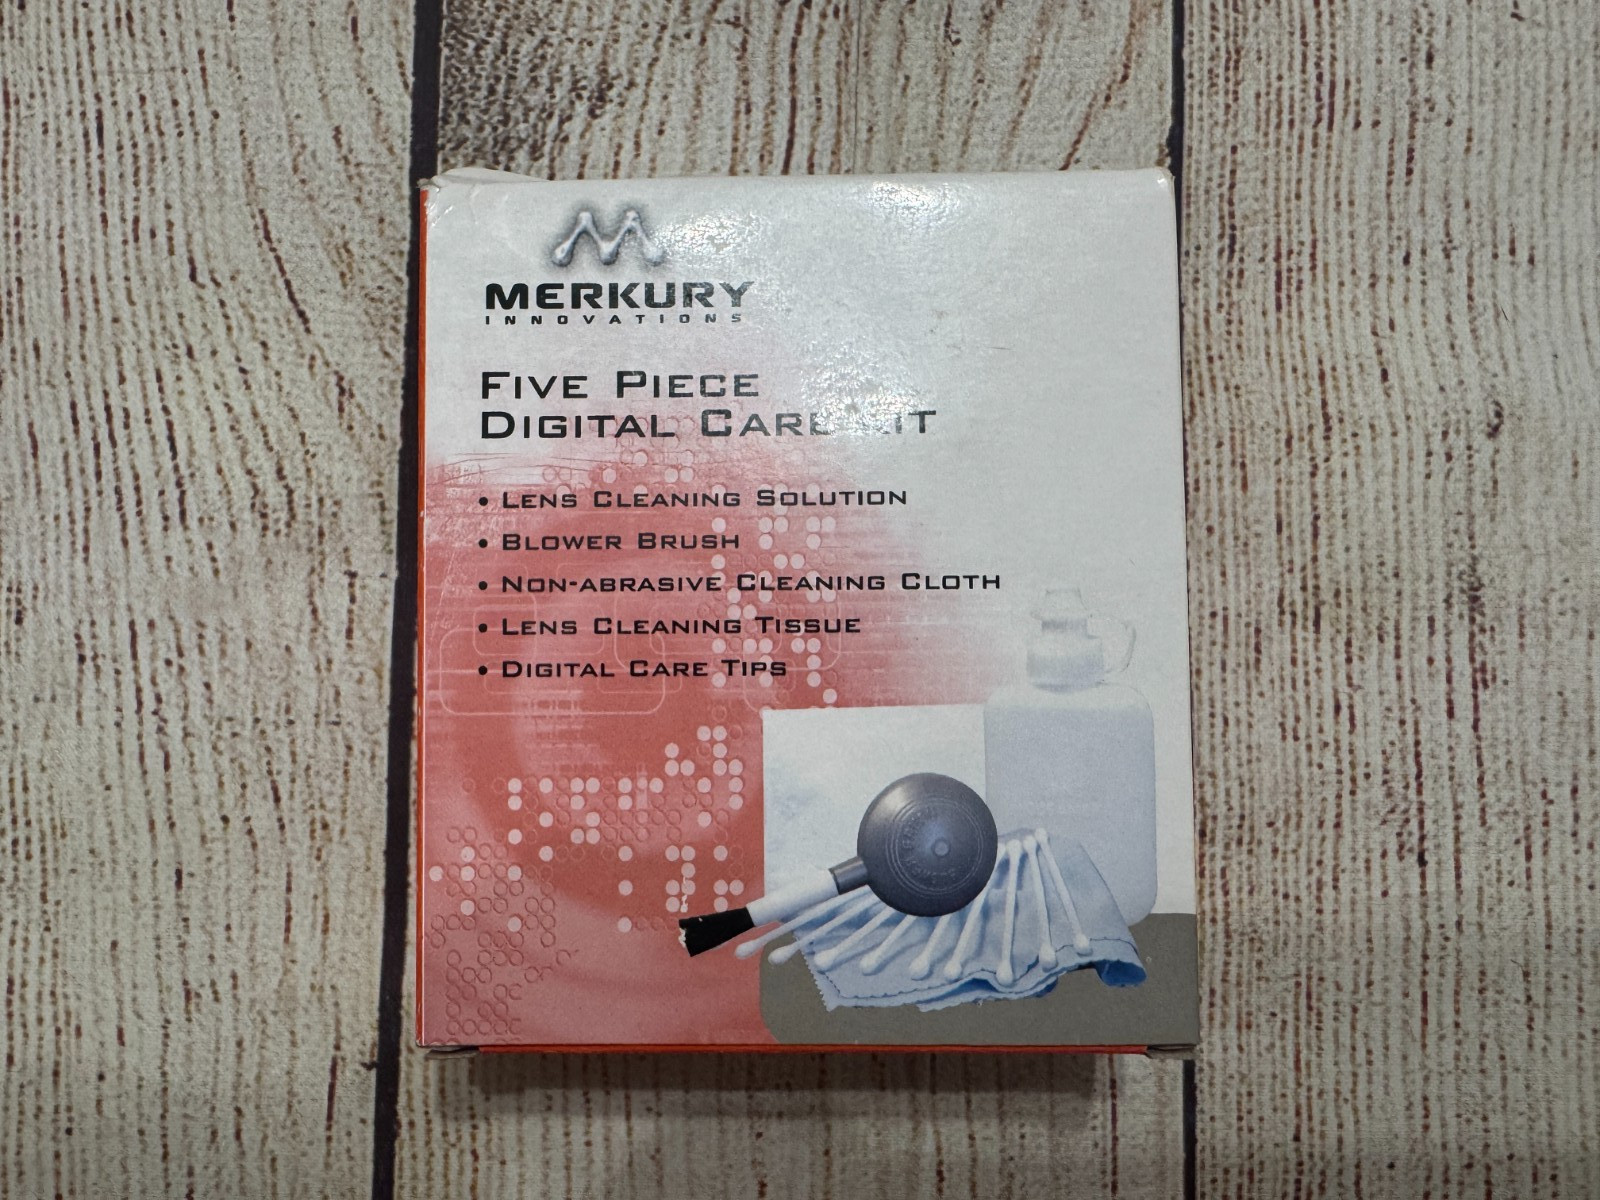 MERKURY
INNOVATIONS
FIVE PIECE
DIGITAL CARE KIT
• LENS CLEANING SOLUTION
• BLOWER BRUSH
• NON-ABRASIVE CLEANING CLOTH
• LENS CLEANING TISSUE
• DIGITAL CARE TIPS